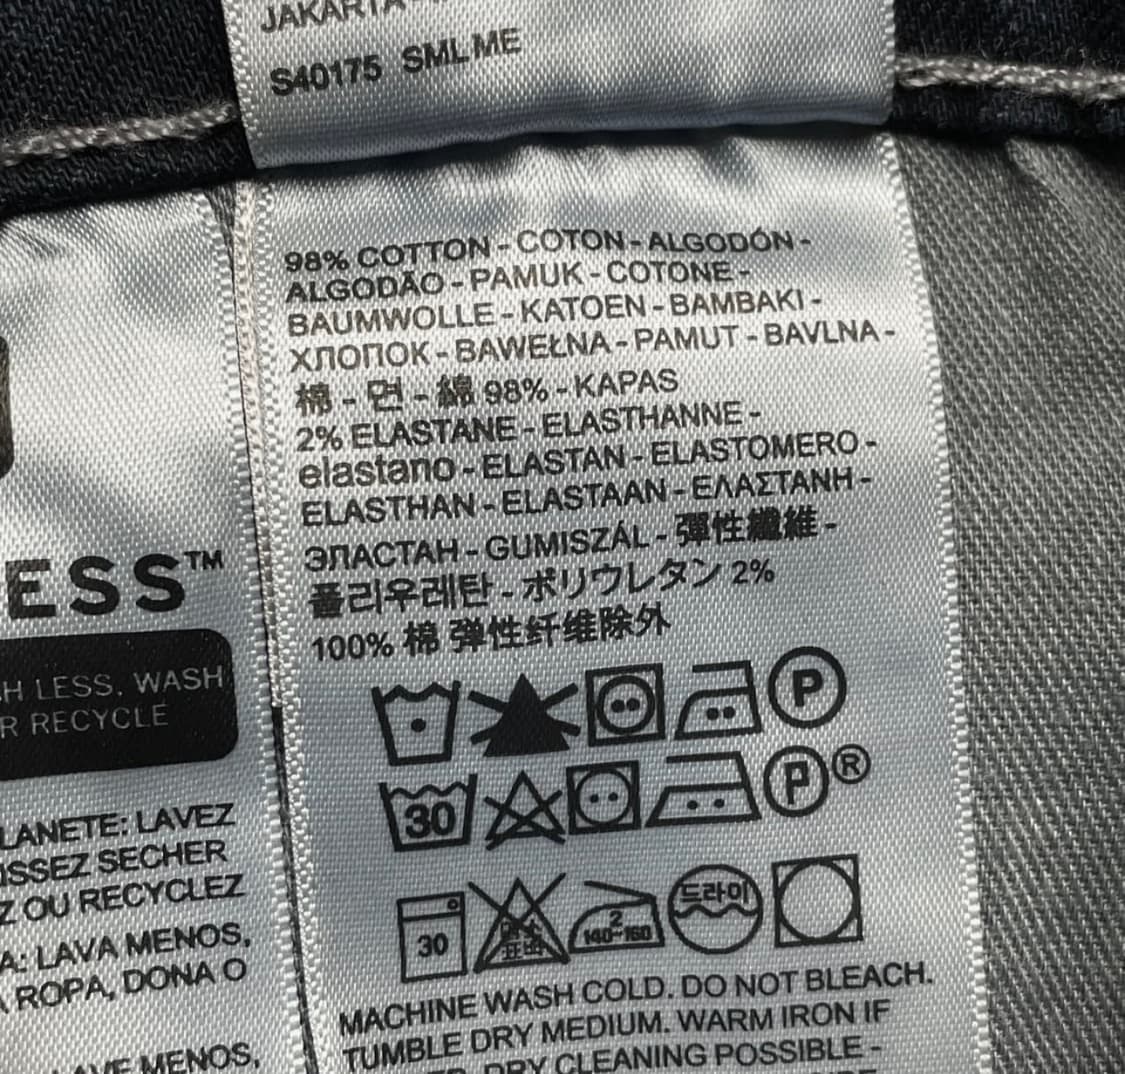 JAKARTA
S40175 SML ME
98% COTTON - COTON - ALGODÓN -
ALGODÃO - PAMUK - COTONE -
BAUMWOLLE - KATOEN - BAMBAKI -
ХЛОПОК - BAWEŁNA - PAMUT - BAVLNA -
棉 - 면 - 綿 98% - KAPAS
2% ELASTANE - ELASTHANNE -
elastano - ELASTAN - ELASTOMERO -
ELASTHAN - ELASTAAN - ΕΛΑΣΤΑΝΗ -
ЭЛАСТАН - GUMISZÁL - 彈性纖維 -
폴리우레탄 - ポリウレタン 2%
100% 棉 弹性纤维除外
P
30 P®
30 2 140-160 드라이
MACHINE WASH COLD. DO NOT BLEACH.
TUMBLE DRY MEDIUM. WARM IRON IF
DRY CLEANING POSSIBLE -
ESS™
H LESS, WASH
R RECYCLE
LANETE: LAVEZ
ISSEZ SECHER
Z OU RECYCLEZ
A: LAVA MENOS,
ROPA, DONA O
AVE MENOS,